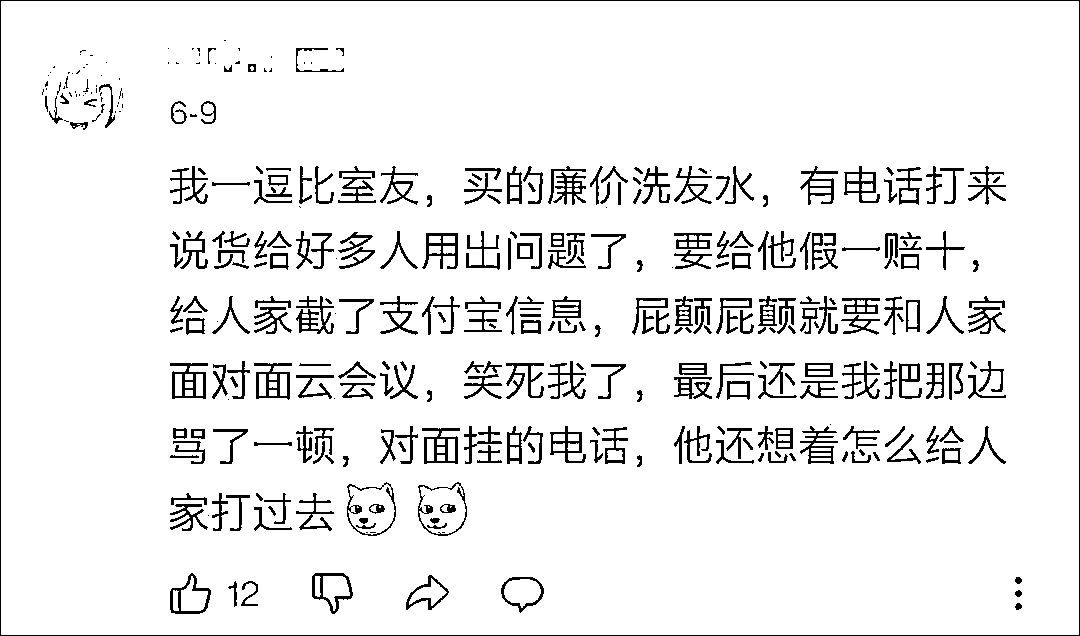 6-9
我一逗比室友，买的廉价洗发水，有电话打来
说货给好多人用出问题了，要给他假一赔十，
给人家截了支付宝信息，屁颠屁颠就要和人家
面对面云会议，笑死我了，最后还是我把那边
骂了一顿，对面挂的电话，他还想着怎么给人
家打过去
12